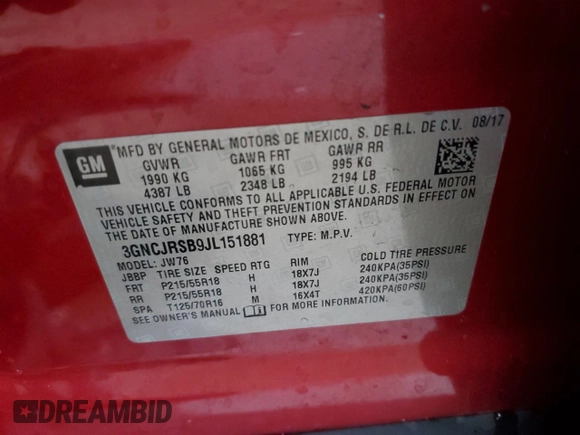 GM
MFD BY GENERAL MOTORS DE MEXICO, S. DE R.L. DE C.V. 08/17
GVWR GAWR FRT GAWR RR
1990 KG 1065 KG 995 KG
4387 LB 2348 LB 2194 LB
THIS VEHICLE CONFORMS TO ALL APPLICABLE U.S. FEDERAL MOTOR
VEHICLE SAFETY AND THEFT PREVENTION STANDARDS IN EFFECT ON
THE DATE OF MANUFACTURE SHOWN ABOVE.
3GNCJRSB9JL151881 TYPE: M.P.V.
MODEL: JW76
JBBP TIRE SIZE SPEED RTG RIM COLD TIRE PRESSURE
FRT P215/55R18 H 18X7J 240KPA(35PSI)
RR P215/55R18 H 18X7J 240KPA(35PSI)
SPA T125/70R16 M 16X4T 420KPA(60PSI)
SEE OWNER'S MANUAL FOR MORE INFORMATION.
DREAMBID